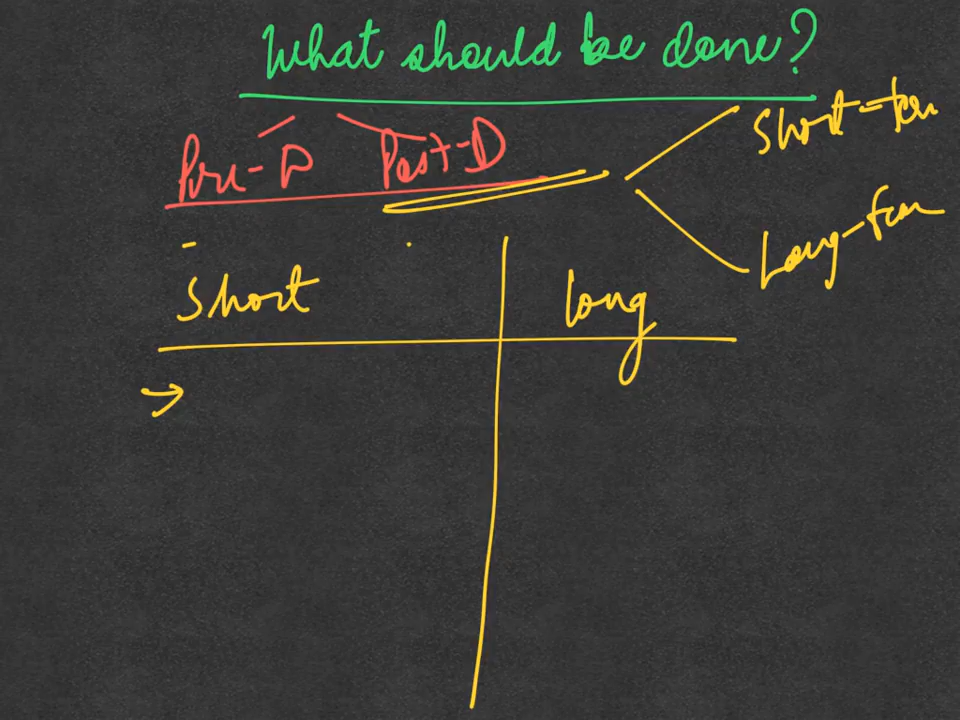 What should be done?
Pre-D Post-D
Short-term
Long-term
Short long